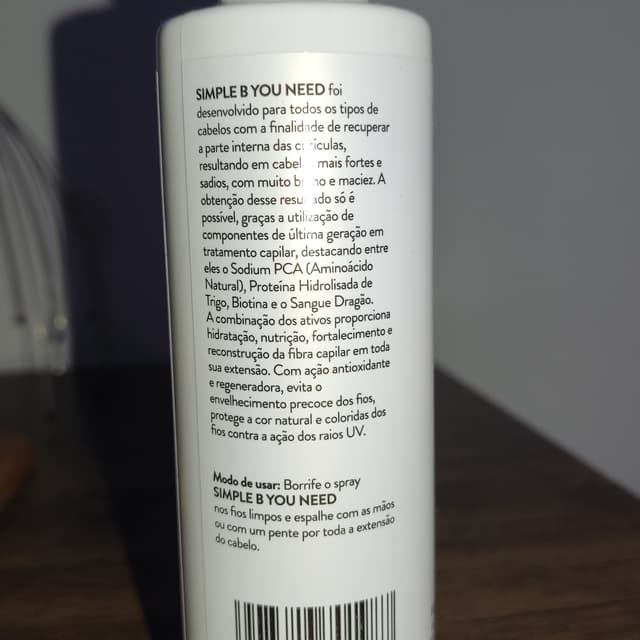 SIMPLE B YOU NEED foi
desenvolvido para todos os tipos de
cabelos com a finalidade de recuperar
a parte interna das cutículas,
resultando em cabelos mais fortes e
sadios, com muito brilho e maciez. A
obtenção desse resultado só é
possível, graças a utilização de
componentes de última geração em
tratamento capilar, destacando entre
eles o Sodium PCA (Aminoácido
Natural), Proteína Hidrolisada de
Trigo, Biotina e o Sangue Dragão.
A combinação dos ativos proporciona
hidratação, nutrição, fortalecimento e
reconstrução da fibra capilar em toda
sua extensão. Com ação antioxidante
e regeneradora, evita o
envelhecimento precoce dos fios,
protege a cor natural e coloridas dos
fios contra a ação dos raios UV.
Modo de usar: Borrife o spray
SIMPLE B YOU NEED
nos fios limpos e espalhe com as mãos
ou com um pente por toda a extensão
do cabelo.